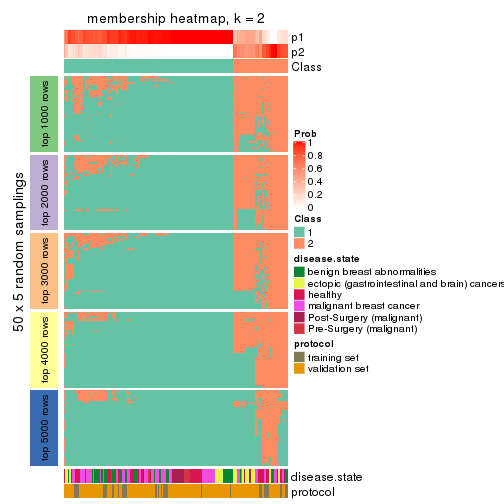 membership heatmap, k = 2
p1
p2
Class
50 x 5 random samplings
top 1000 rows
top 2000 rows
top 3000 rows
top 4000 rows
top 5000 rows
Prob
1
0.8
0.6
0.4
0.2
0
Class
1
2
disease.state
benign breast abnormalities
ectopic (gastrointestinal and brain) cancers
healthy
malignant breast cancer
Post-Surgery (malignant)
Pre-Surgery (malignant)
protocol
training set
validation set
disease.state
protocol